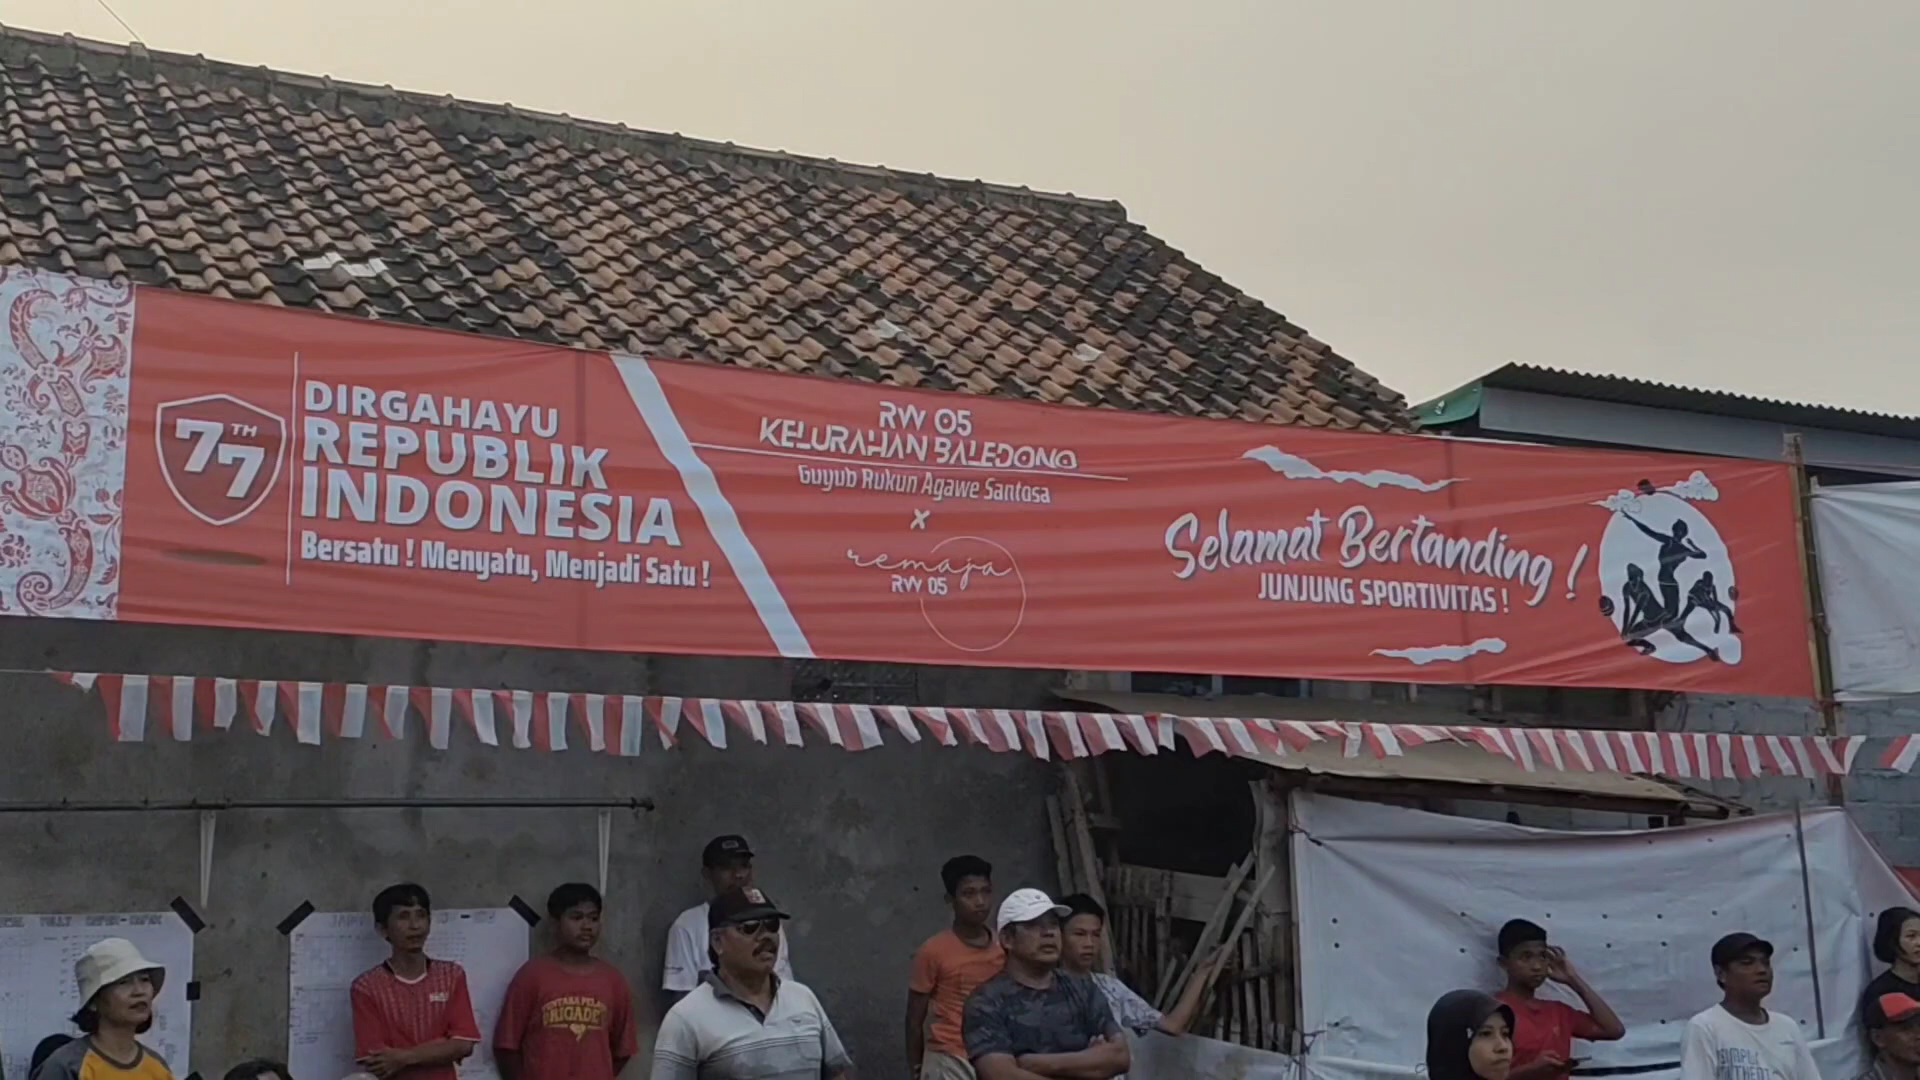 77TH
DIRGAHAYU
REPUBLIK
INDONESIA
Bersatu ! Menyatu, Menjadi Satu !
RW 05
KELURAHAN BALEDONO
Guyub Rukun Agawe Santosa
x
remaja
RW 05
Selamat Bertanding !
JUNJUNG SPORTIVITAS !
BRIGADE